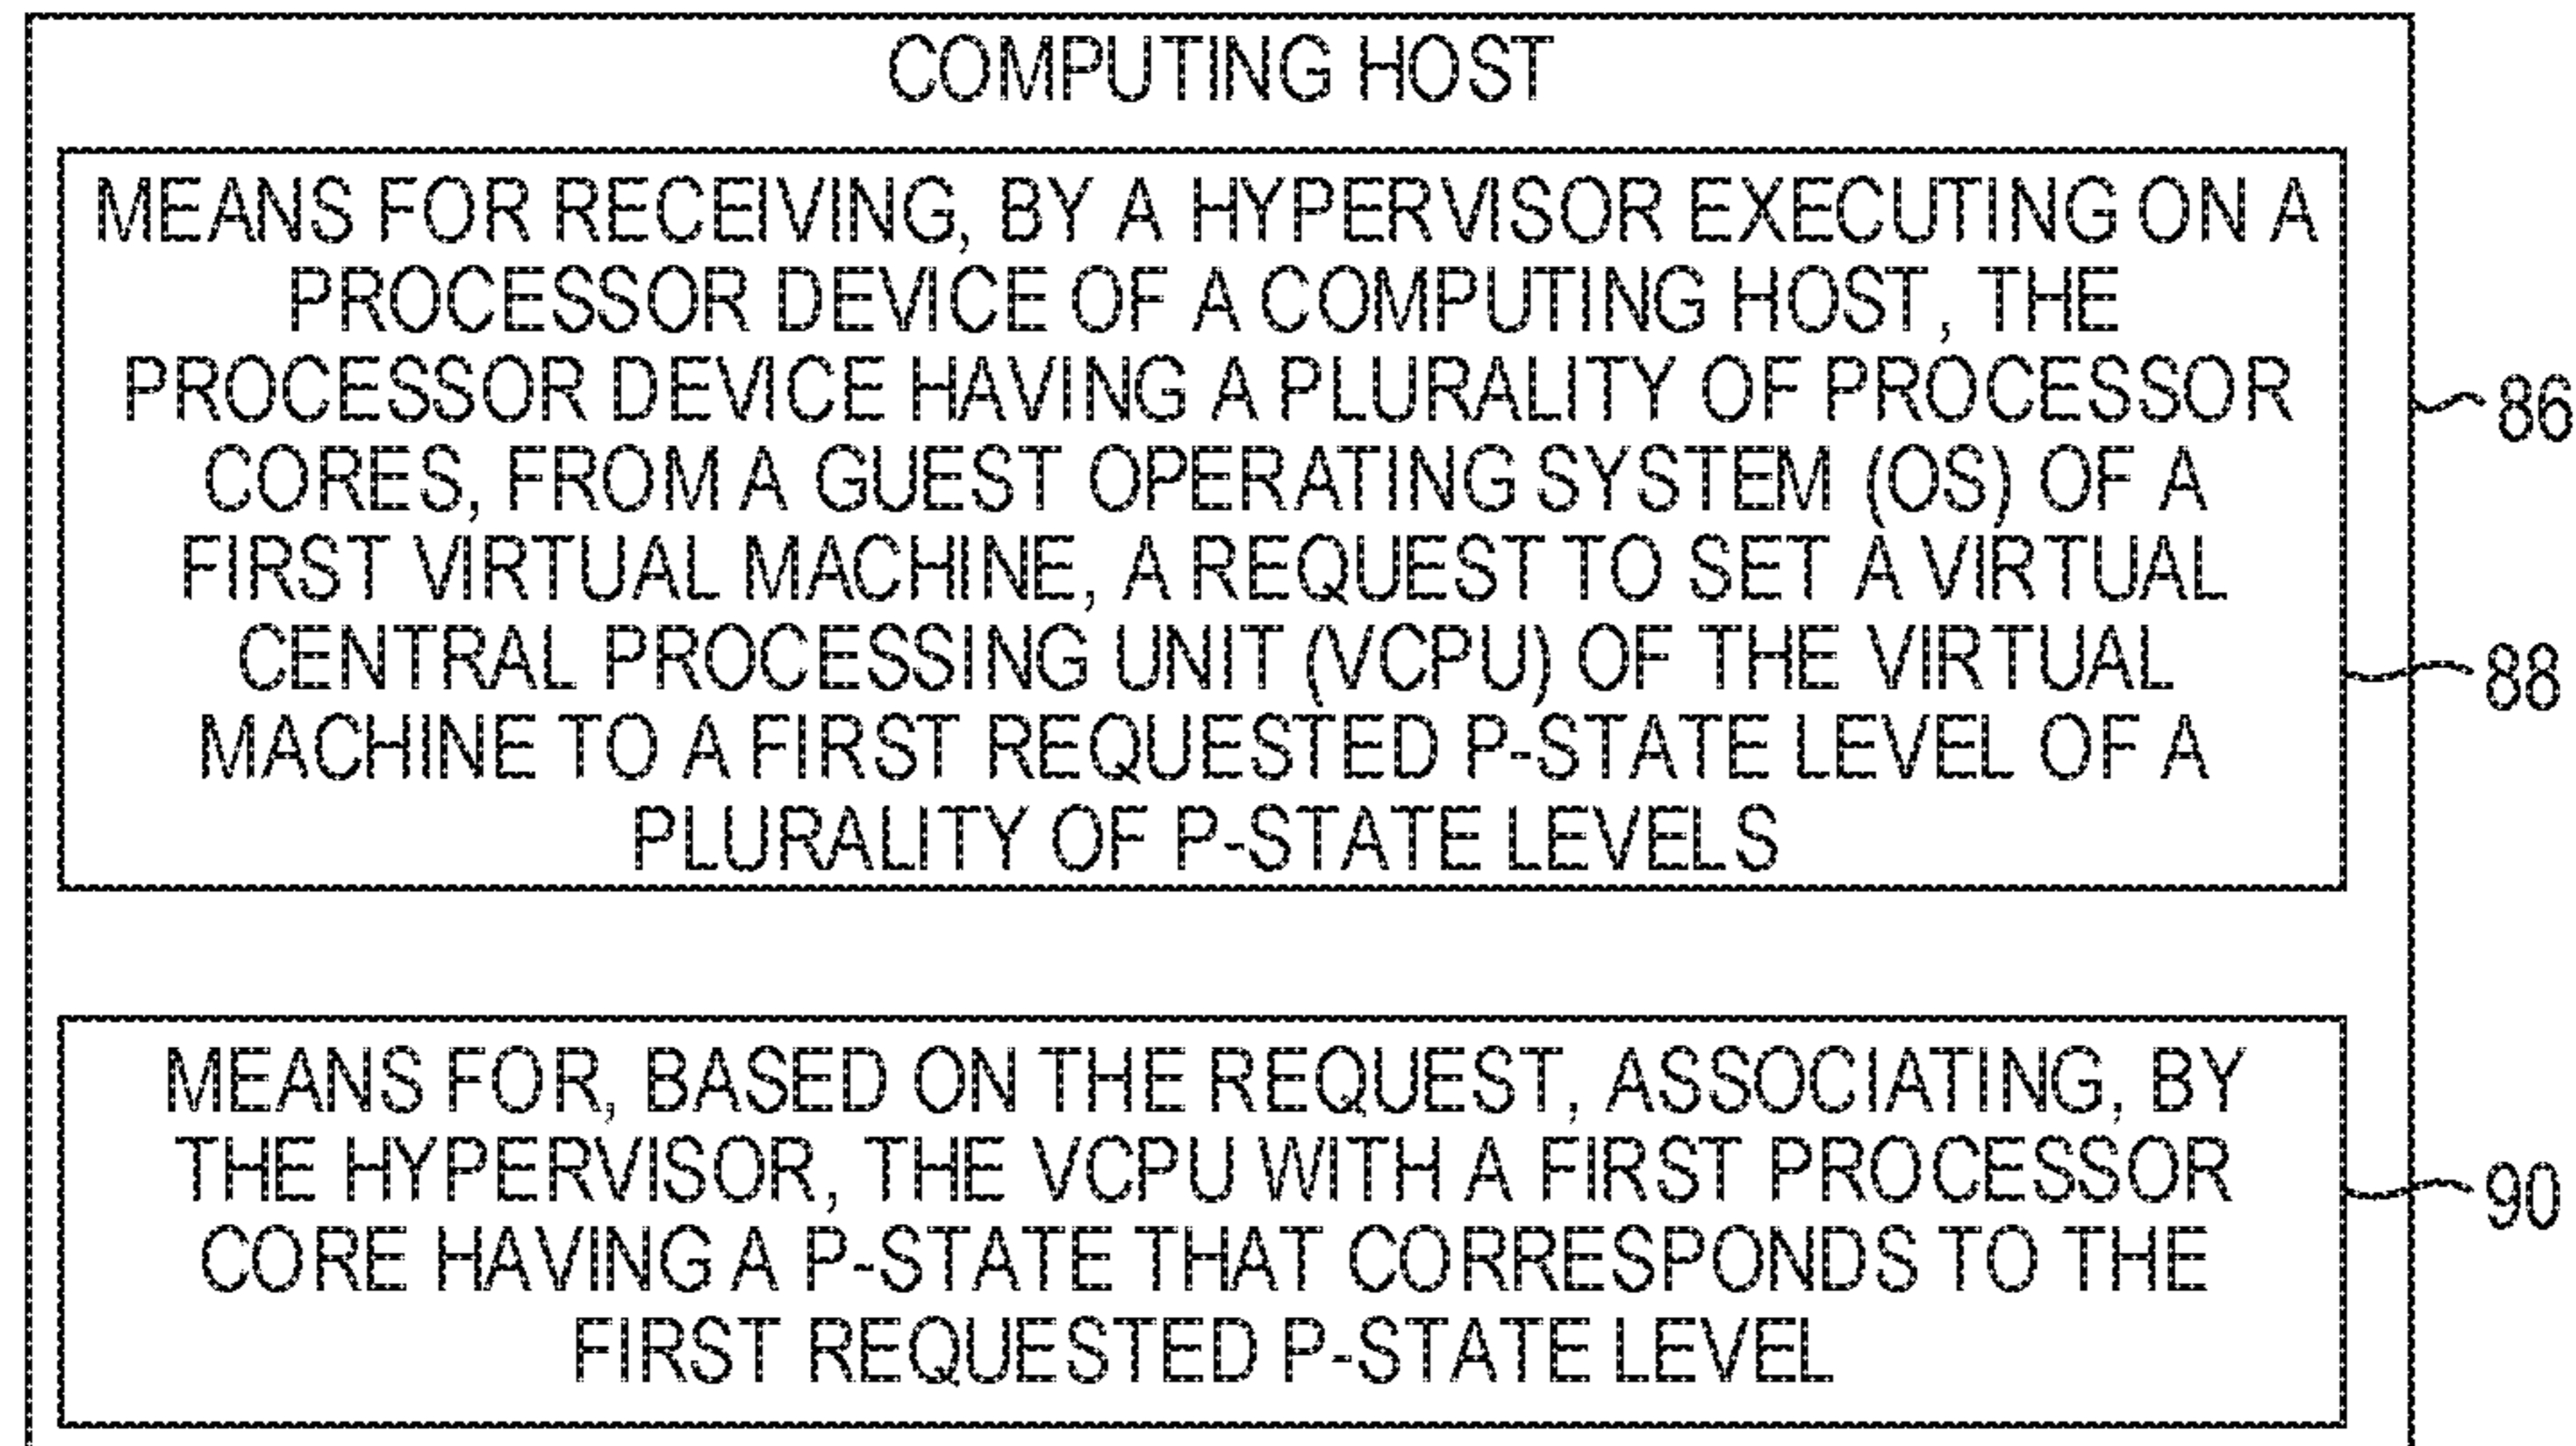 COMPUTING HOST
MEANS FOR RECEIVING, BY A HYPERVISOR EXECUTING ON A
PROCESSOR DEVICE OF A COMPUTING HOST, THE
PROCESSOR DEVICE HAVING A PLURALITY OF PROCESSOR
CORES, FROM A GUEST OPERATING SYSTEM (OS) OF A
FIRST VIRTUAL MACHINE, A REQUEST TO SET A VIRTUAL
CENTRAL PROCESSING UNIT (VCPU) OF THE VIRTUAL
MACHINE TO A FIRST REQUESTED P-STATE LEVEL OF A
PLURALITY OF P-STATE LEVELS
86
88
MEANS FOR, BASED ON THE REQUEST, ASSOCIATING, BY
THE HYPERVISOR, THE VCPU WITH A FIRST PROCESSOR
CORE HAVING A P-STATE THAT CORRESPONDS TO THE
FIRST REQUESTED P-STATE LEVEL
90